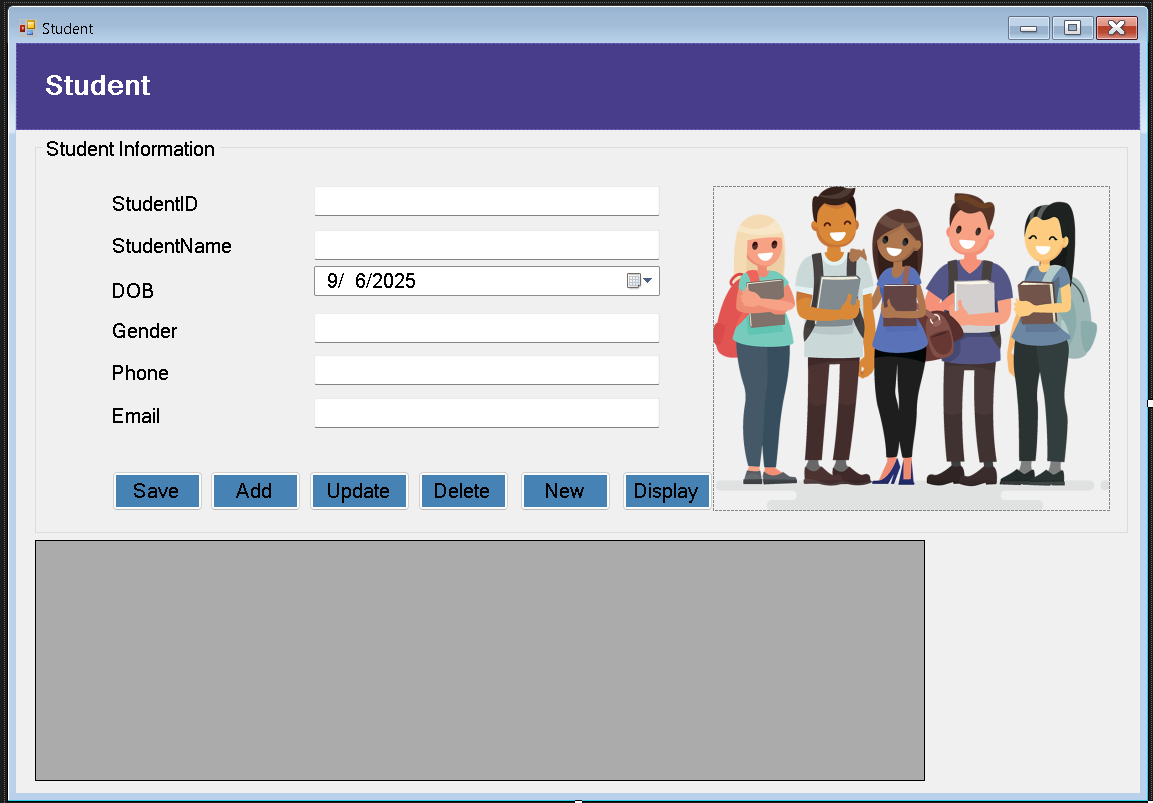 Student
Student
Student Information
StudentID
StudentName
DOB
9/ 6/2025
Gender
Phone
Email
Save Add Update Delete New Display